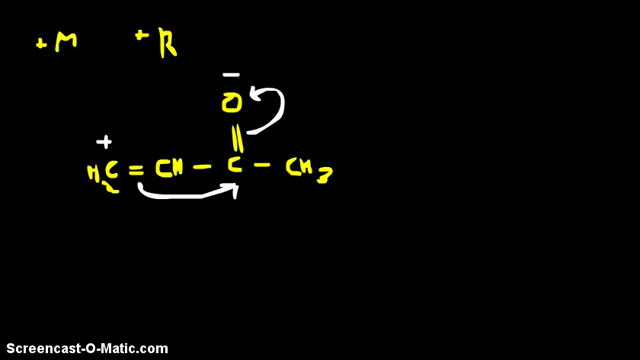 +M +R
−
O
||
+
H₂C = CH − C − CH₃
Screencast-O-Matic.com